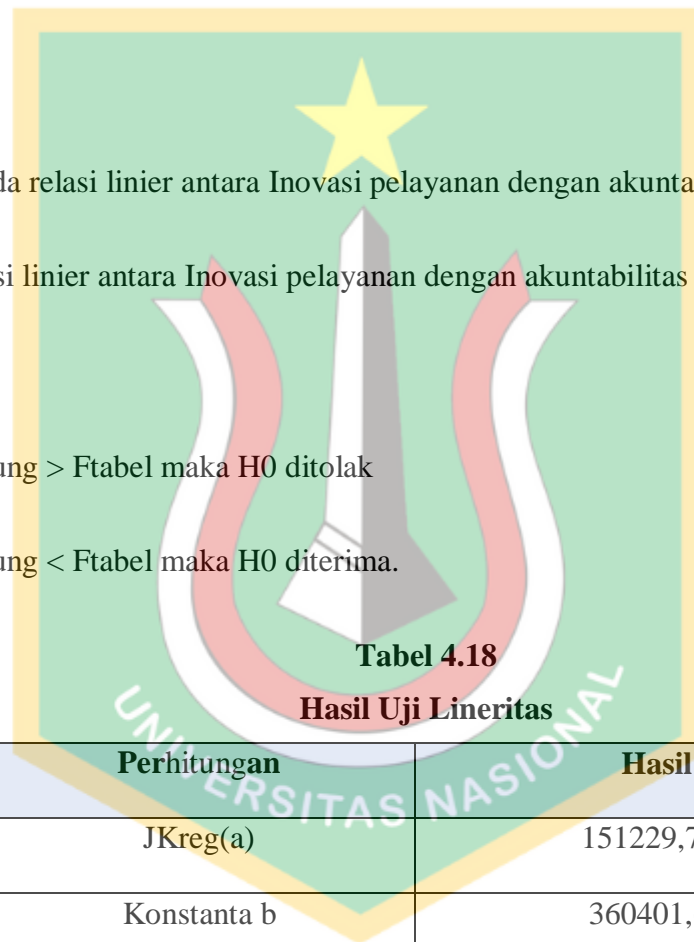 da relasi linier antara Inovasi pelayanan dengan akunta
si linier antara Inovasi pelayanan dengan akuntabilitas
ung > Ftabel maka H0 ditolak
ung < Ftabel maka H0 diterima.
Tabel 4.18
Hasil Uji Lineritas
Perhitungan Hasil
JKreg(a) 151229,7
Konstanta b 360401,
UNIVERSITAS NASIONAL